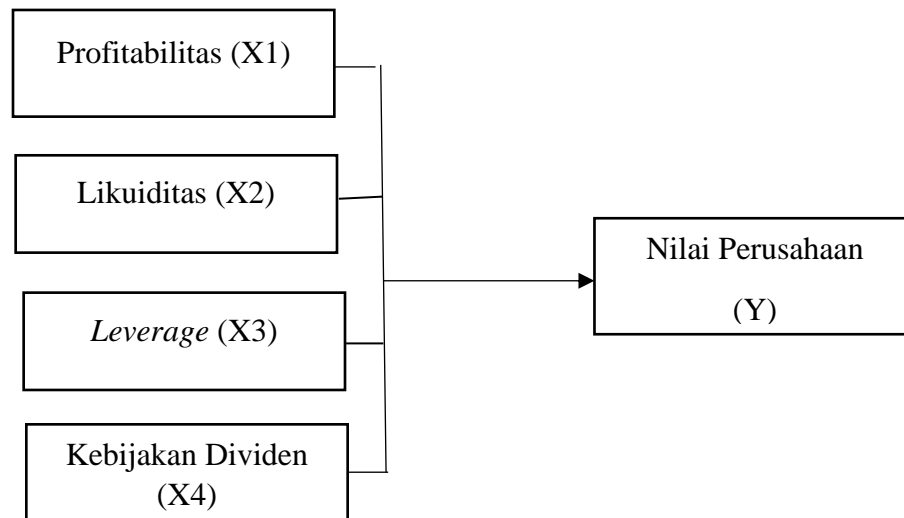 Profitabilitas (X1)
Likuiditas (X2)
Leverage (X3)
Kebijakan Dividen
(X4)
Nilai Perusahaan
(Y)